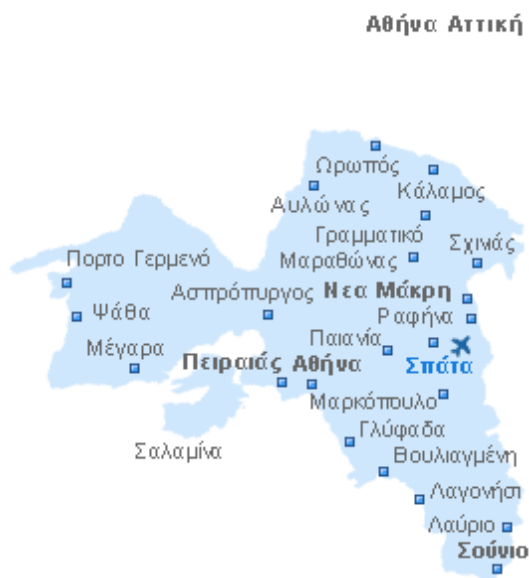 Αθήνα Αττική
Ωρωπός
Κάλαμος
Αυλώνας
Γραμματικό
Σχινιάς
Πορτο Γερμενό
Μαραθώνας
Ασπρόπυργος
Νεα Μάκρη
Ψάθα
Ραφήνα
Παιανία
Μέγαρα
Πειραιάς
Αθήνα
Σπάτα
Μαρκόπουλο
Γλύφαδα
Σαλαμίνα
Βουλιαγμένη
Λαγονήσι
Λαύριο
Σούνιο